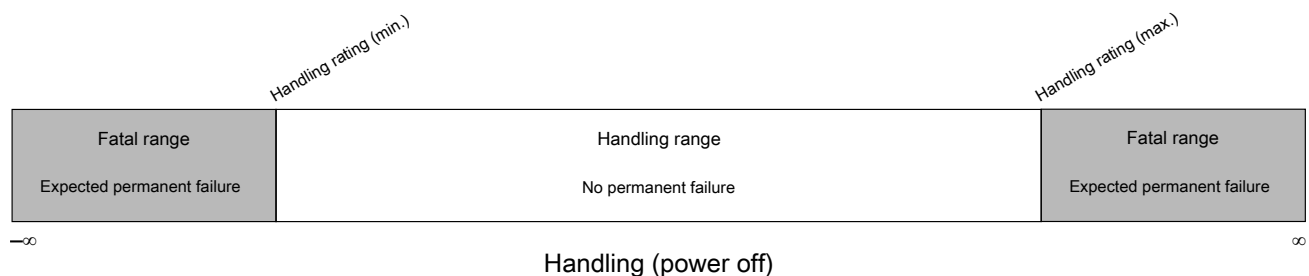 Handling rating (min.)
Handling rating (max.)
Fatal range
Handling range
Fatal range
Expected permanent failure
No permanent failure
Expected permanent failure
–∞
∞
Handling (power off)